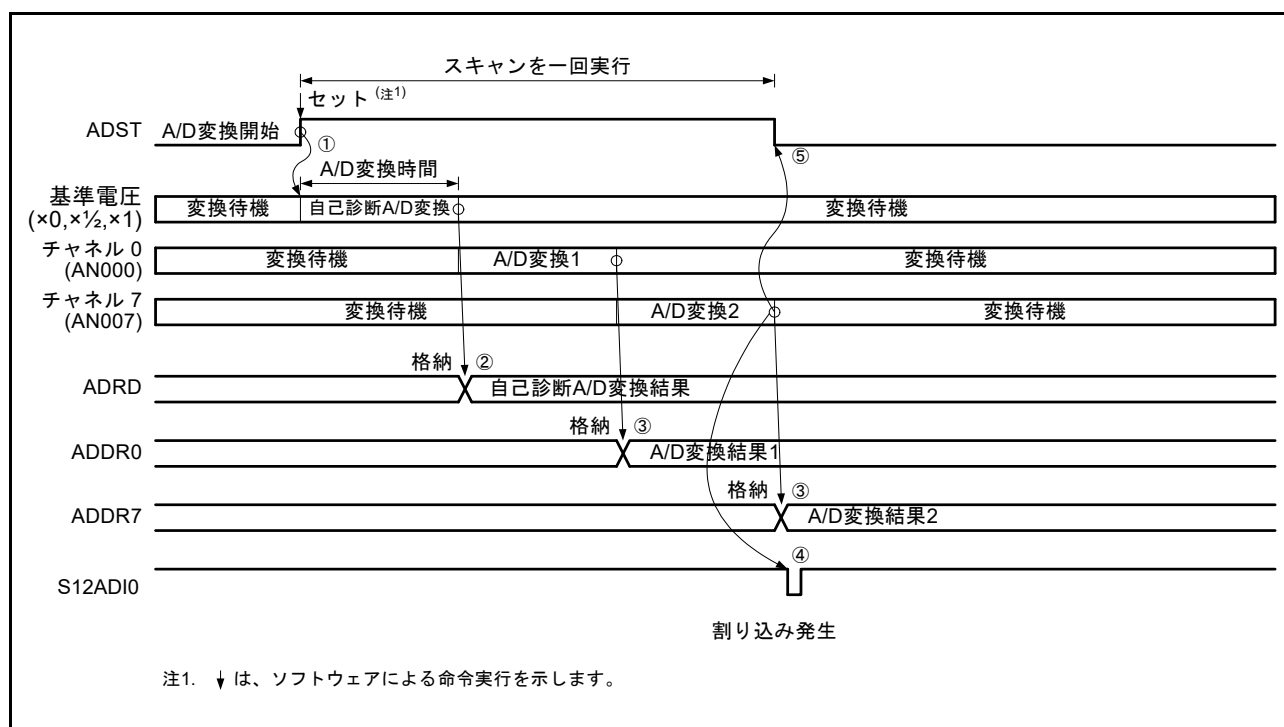 スキャンを一回実行
セット (注1)
ADST A/D変換開始 ① ⑤
A/D変換時間
基準電圧
(×0,×½,×1) 変換待機 自己診断A/D変換 変換待機
チャネル 0
(AN000) 変換待機 A/D変換1 変換待機
チャネル 7
(AN007) 変換待機 A/D変換2 変換待機
格納 ②
ADRD 自己診断A/D変換結果
格納 ③
ADDR0 A/D変換結果1
格納 ③
ADDR7 A/D変換結果2
④
S12ADI0
割り込み発生
注1. ↓ は、ソフトウェアによる命令実行を示します。